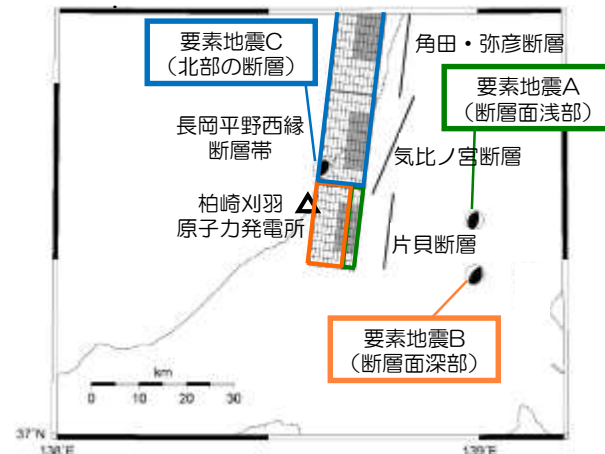 要素地震C
（北部の断層）
角田・弥彦断層
要素地震A
（断層面浅部）
長岡平野西縁
断層帯
気比ノ宮断層
柏崎刈羽
原子力発電所
片貝断層
要素地震B
（断層面深部）
km
0 10 20 30
37°N
138°E
139°E